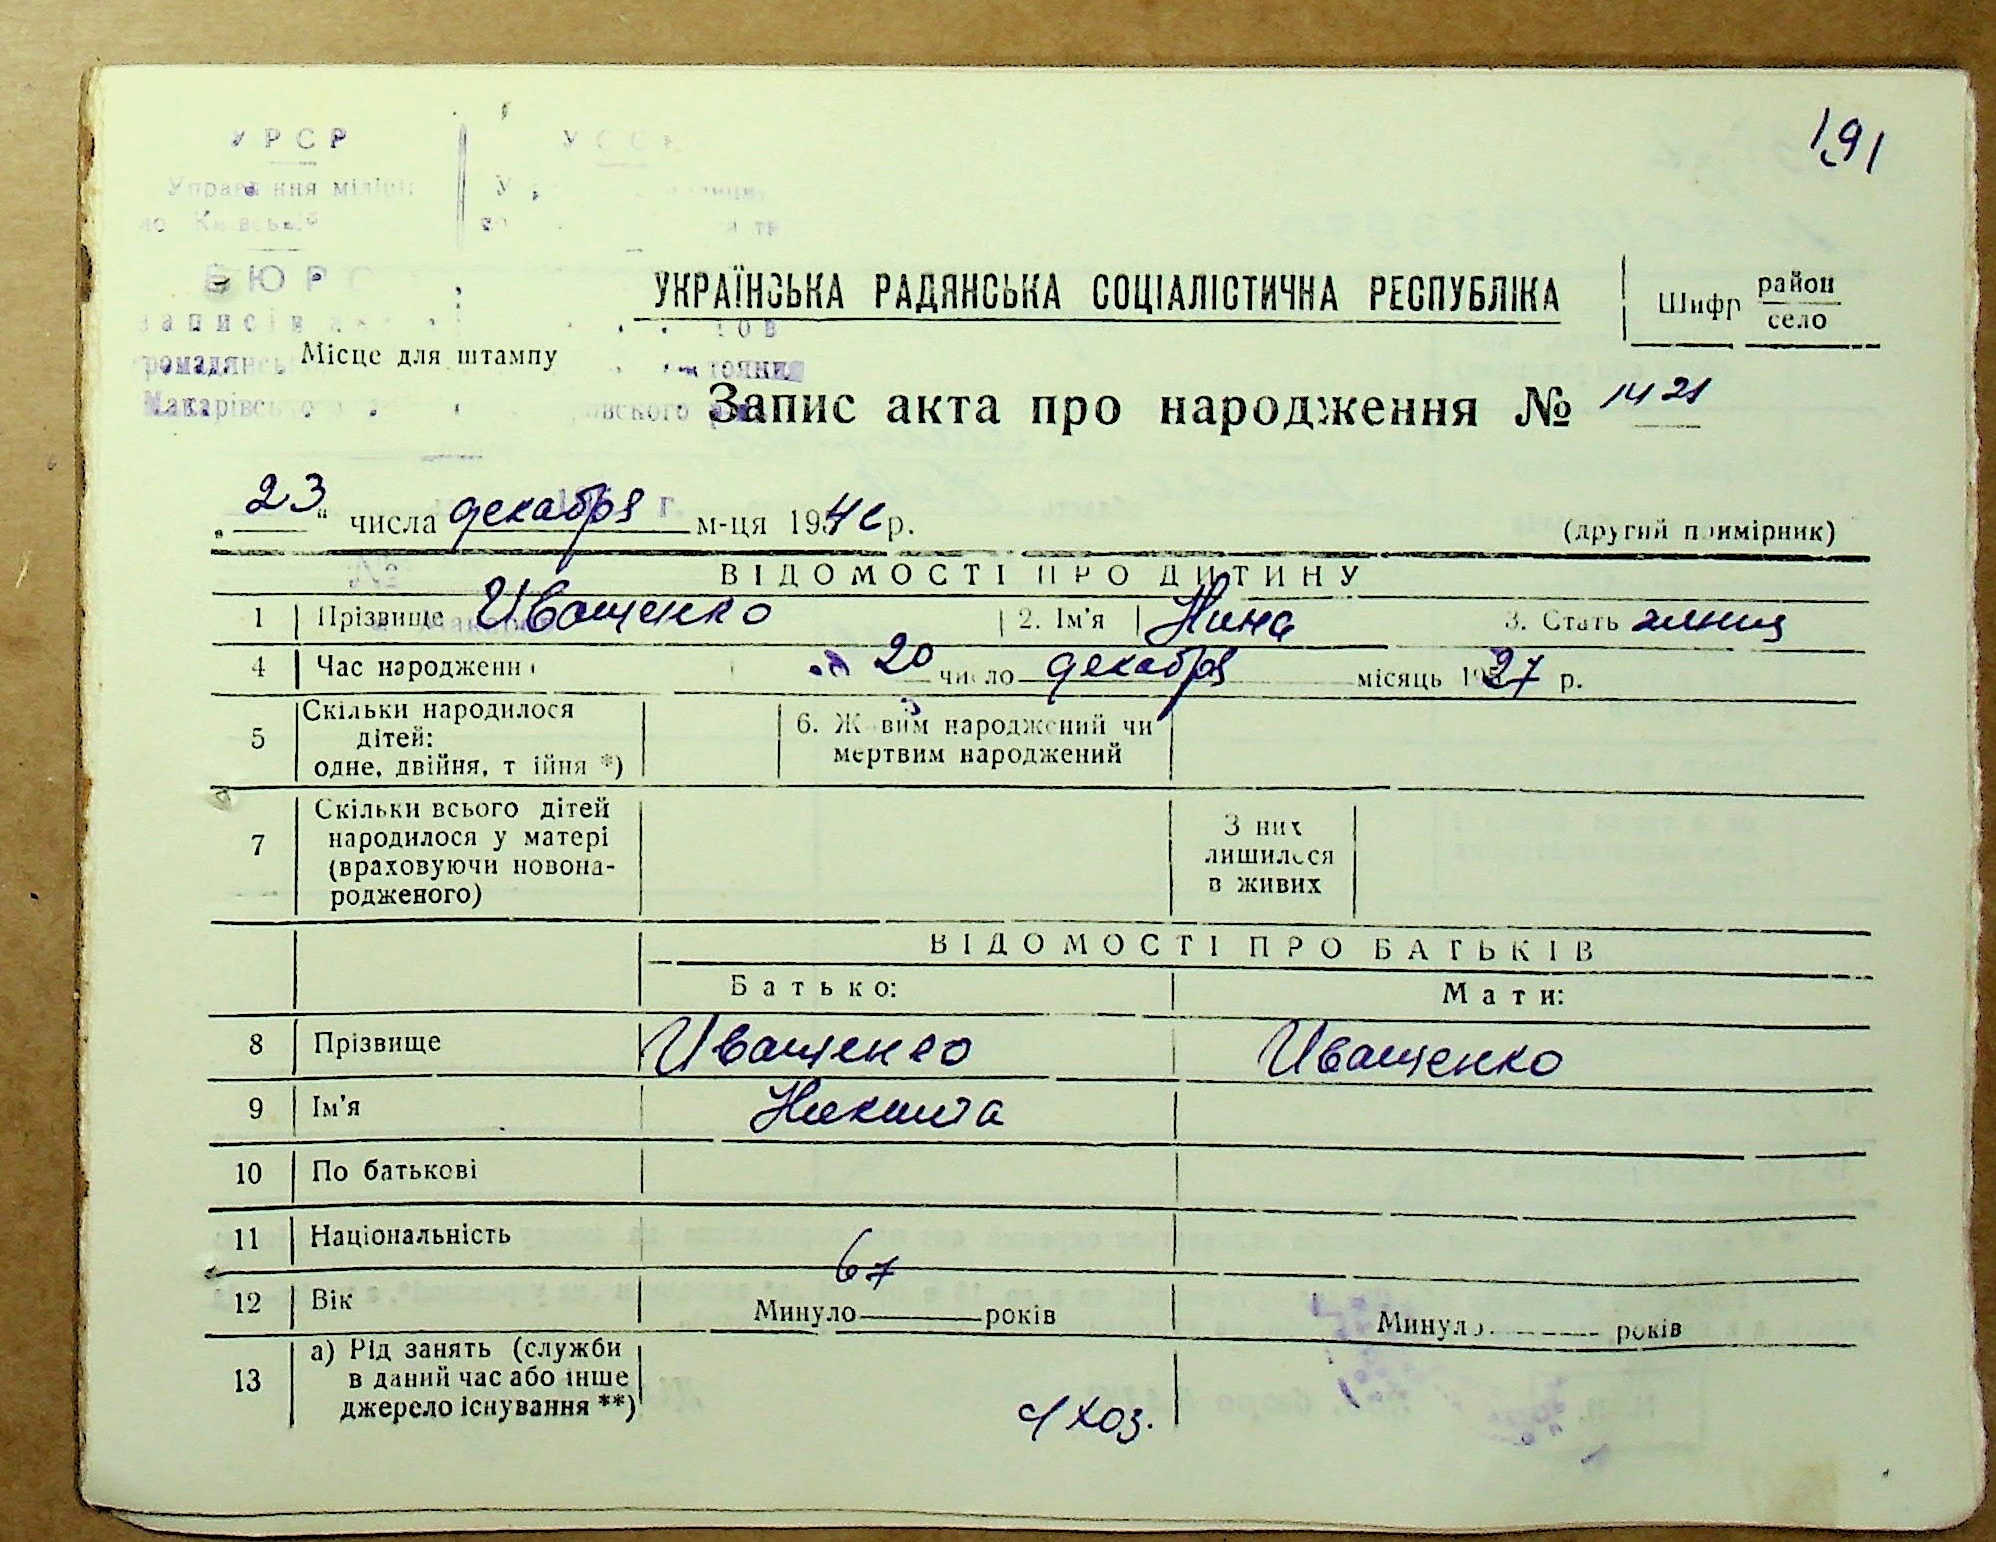 191
УРСР
БЮРО
УКРАЇНСЬКА РАДЯНСЬКА СОЦІАЛІСТИЧНА РЕСПУБЛІКА
Шифр район
село
Місце для штампу
Запис акта про народження № 1421
„23“ числа декабря м-ця 1946 р.
(другий примірник)
ВІДОМОСТІ ПРО ДИТИНУ
1 Прізвище Иващенко 2. Ім'я Нина 3. Стать
4 Час народження 20 число декабря місяць 1927 р.
5 Скільки народилося дітей: одне, двійня, трійня *) 6. Живим народжений чи мертвим народжений
7 Скільки всього дітей народилося у матері (враховуючи новонародженого) З них лишилося в живих
ВІДОМОСТІ ПРО БАТЬКІВ
Батько: Мати:
8 Прізвище Иващенко Иващенко
9 Ім'я Никита
10 По батькові
11 Національність
12 Вік Минуло 67 років Минуло років
13 а) Рід занять (служби в даний час або інше джерело існування **) с/хоз.